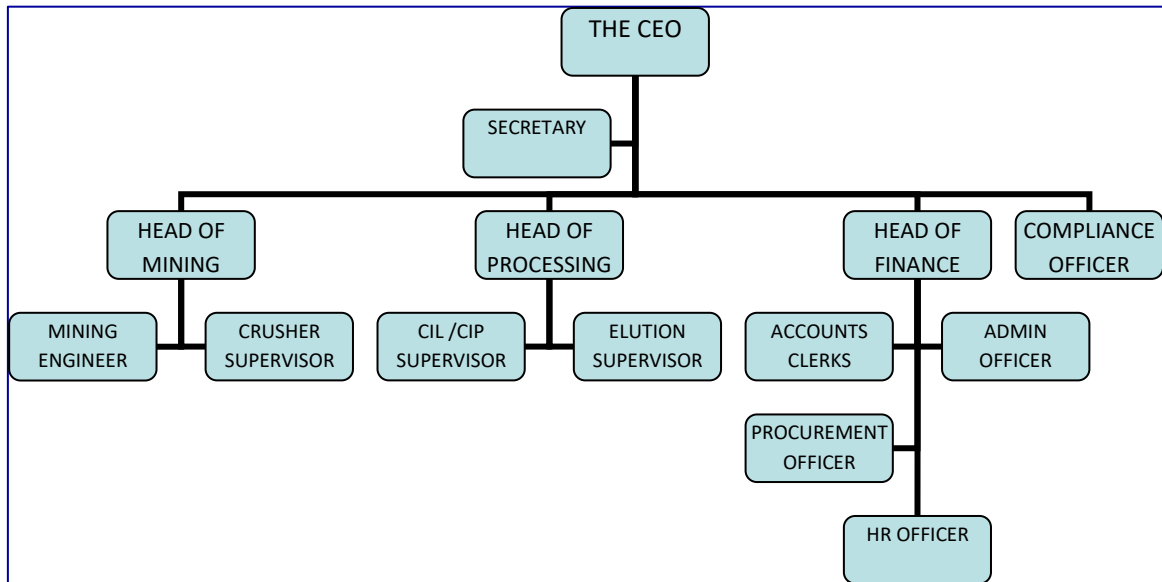 THE CEO
SECRETARY
HEAD OF
MINING
HEAD OF
PROCESSING
HEAD OF
FINANCE
COMPLIANCE
OFFICER
MINING
ENGINEER
CRUSHER
SUPERVISOR
CIL /CIP
SUPERVISOR
ELUTION
SUPERVISOR
ACCOUNTS
CLERKS
ADMIN
OFFICER
PROCUREMENT
OFFICER
HR OFFICER